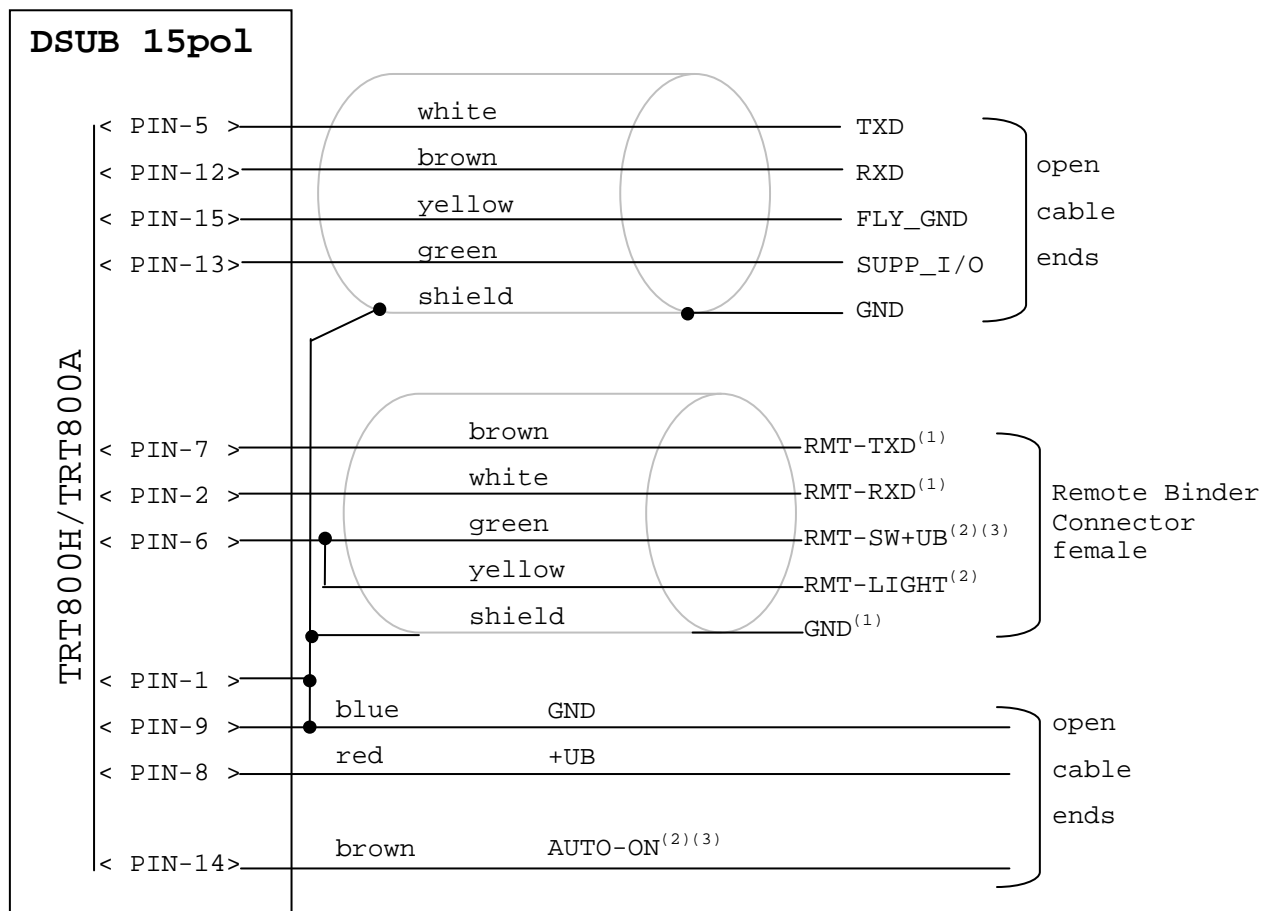 DSUB 15pol
TRT800H/TRT800A
< PIN-5 > white TXD
< PIN-12> brown RXD
< PIN-15> yellow FLY_GND
< PIN-13> green SUPP_I/O
shield GND
open
cable
ends
< PIN-7 > brown RMT-TXD(1)
< PIN-2 > white RMT-RXD(1)
< PIN-6 > green RMT-SW+UB(2)(3)
yellow RMT-LIGHT(2)
shield GND(1)
Remote Binder
Connector
female
< PIN-1 >
< PIN-9 > blue GND
< PIN-8 > red +UB
< PIN-14> brown AUTO-ON(2)(3)
open
cable
ends